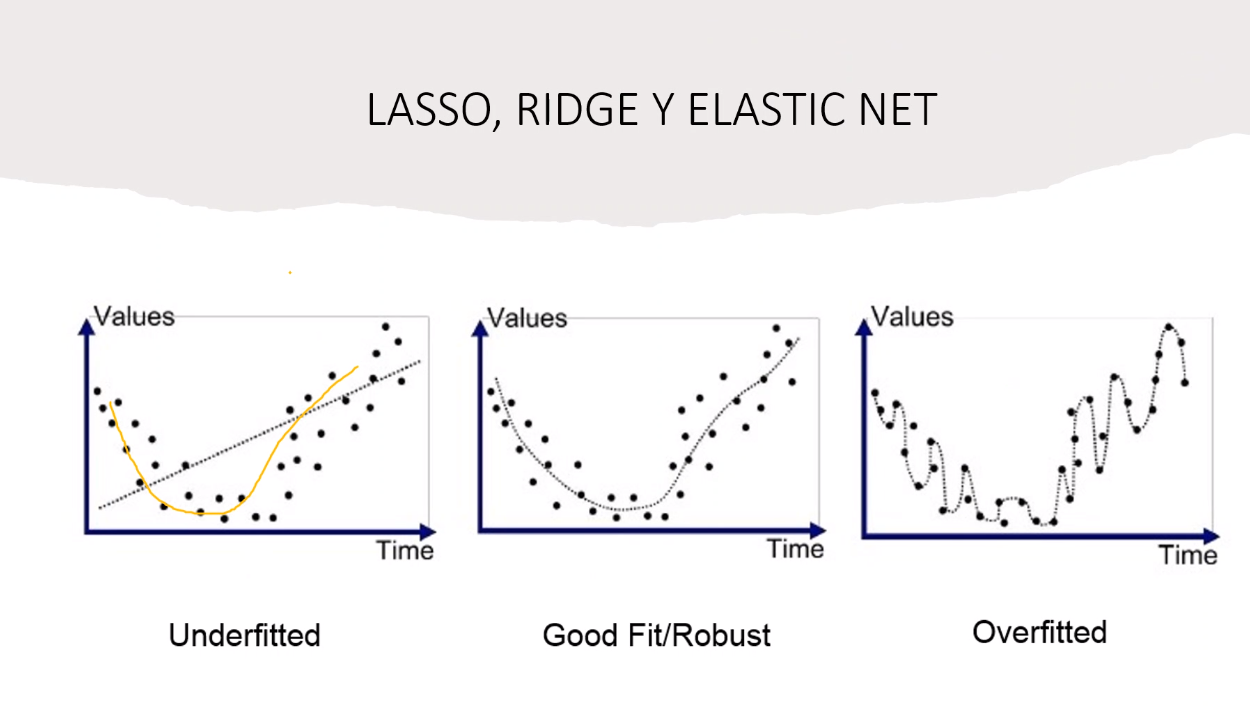 LASSO, RIDGE Y ELASTIC NET
Values
Time
Underfitted
Values
Time
Good Fit/Robust
Values
Time
Overfitted